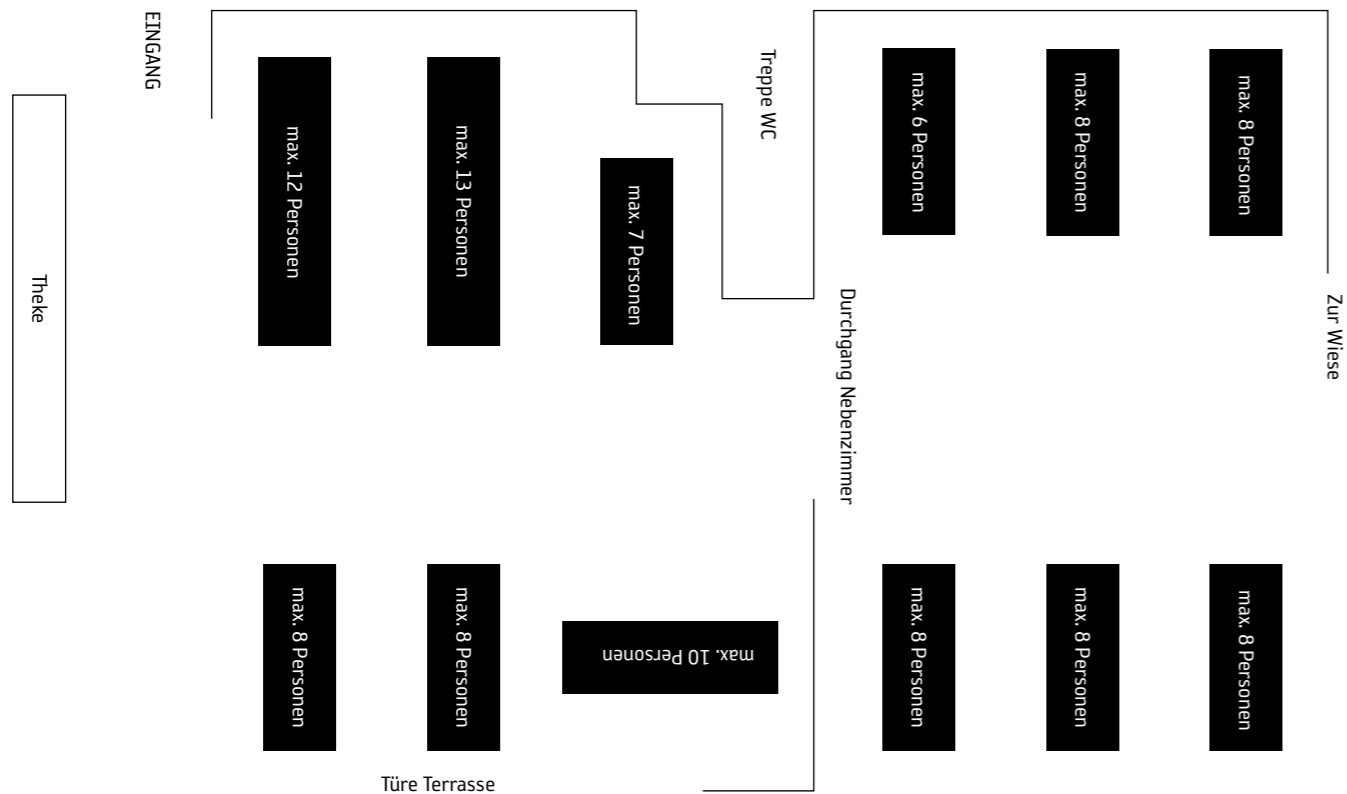 EINGANG
Treppe WC
max. 12 Personen
max. 13 Personen
max. 7 Personen
max. 6 Personen
max. 8 Personen
max. 8 Personen
Theke
Durchgang Nebenzimmer
Zur Wiese
max. 8 Personen
max. 8 Personen
max. 10 Personen
max. 8 Personen
max. 8 Personen
max. 8 Personen
Türe Terrasse